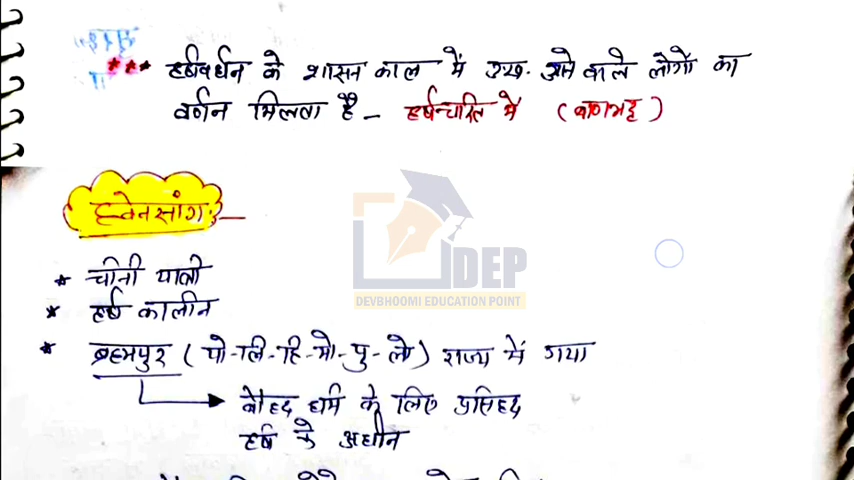 *** हर्षवर्धन के शासन काल में उख. आने वाले लोगों का
वर्णन मिलता है - हर्षचरित में (बाणभट्ट)
ह्वेनसांग:-
* चीनी यात्री
* हर्ष कालीन
* ब्रह्मपुर (पो-लि-हि-मो-पु-लो) राज्य में गया
बौद्ध धर्म के लिए प्रसिद्ध
हर्ष के अधीन
DEP
DEVBHOOMI EDUCATION POINT